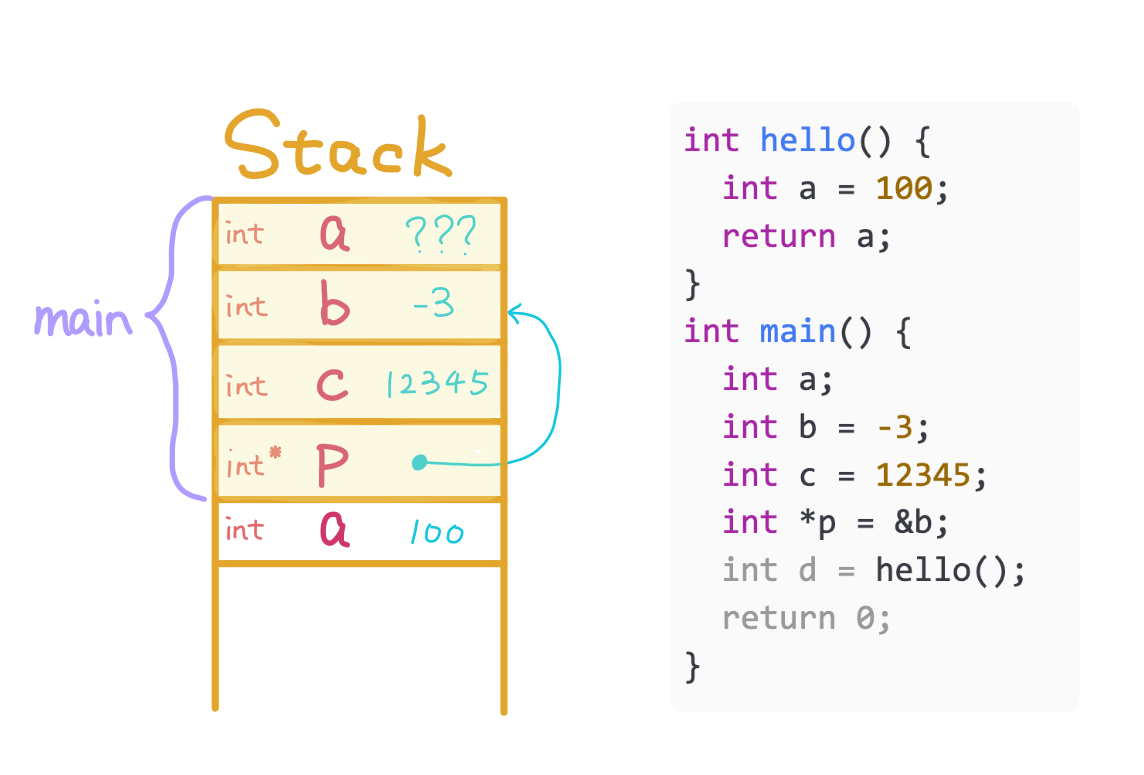 Stack
main
int a ???
int b -3
int c 12345
int* p
int a 100
int hello() {
  int a = 100;
  return a;
}
int main() {
  int a;
  int b = -3;
  int c = 12345;
  int *p = &b;
  int d = hello();
  return 0;
}